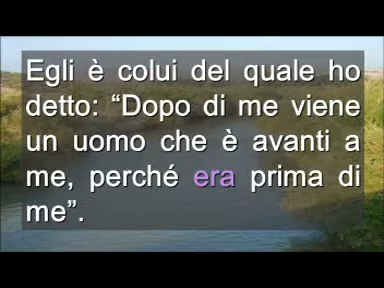 Egli è colui del quale ho
detto: “Dopo di me viene
un uomo che è avanti a
me, perché era prima di
me”.